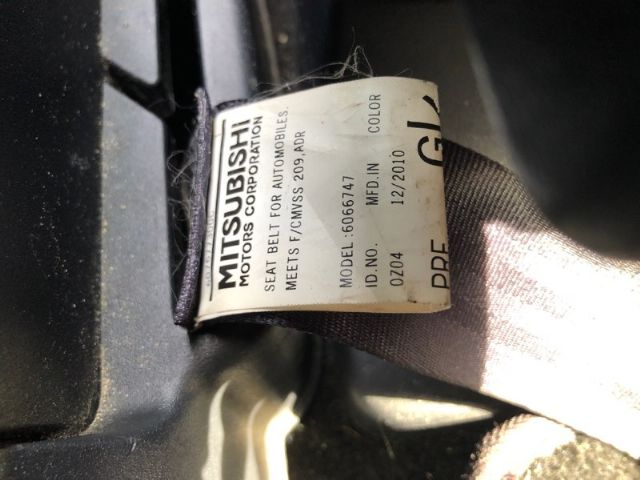 MITSUBISHI
MOTORS CORPORATION
SEAT BELT FOR AUTOMOBILES.
MEETS F/CMVSS 209,ADR
MODEL :6066747
ID.NO. MFD.IN COLOR
0Z04 12/2010
PRE